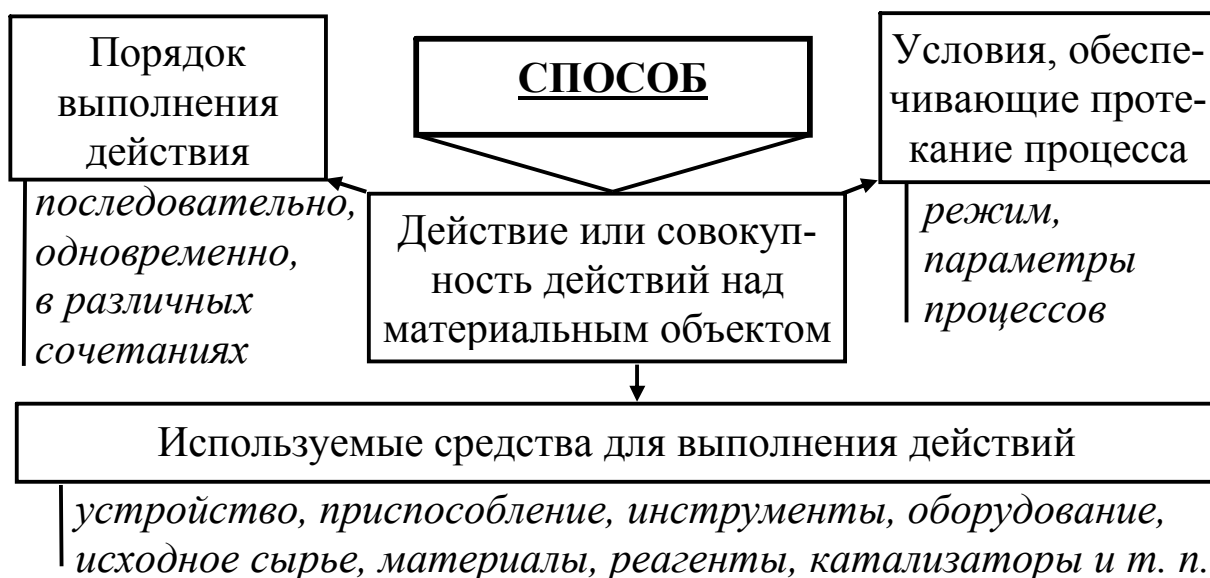 Порядок
выполнения
действия
последовательно,
одновременно,
в различных
сочетаниях
СПОСОБ
Действие или совокуп-
ность действий над
материальным объектом
Условия, обеспе-
чивающие проте-
кание процесса
режим,
параметры
процессов
Используемые средства для выполнения действий
устройство, приспособление, инструменты, оборудование,
исходное сырье, материалы, реагенты, катализаторы и т. п.